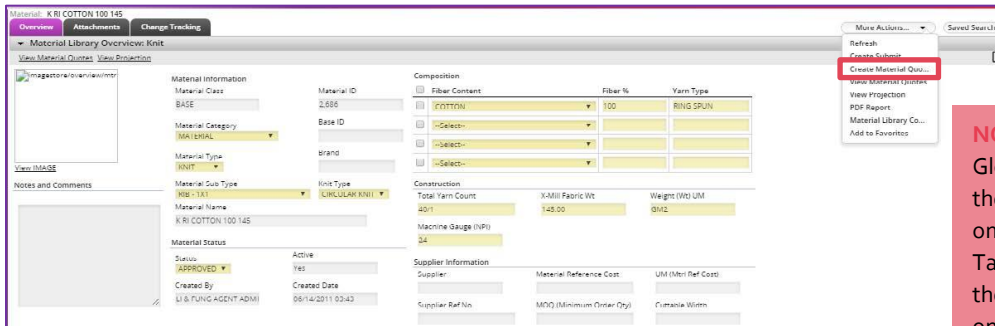 Material: K RI COTTON 100 145
Overview Attachments Change Tracking
More Actions... Saved Search
Material Library Overview: Knit
View Material Quotes View Projection
Refresh
Create Submit
Create Material Quo...
View Material Quotes
View Projection
PDF Report
Material Library Co...
Add to Favorites
imagestore/overview/mtr
View IMAGE
Notes and Comments
Material Information
Material Class Material ID
BASE 2,686
Material Category Base ID
MATERIAL
Material Type Brand
KNIT
Material Sub Type Knit Type
RIB - 1X1 CIRCULAR KNIT
Material Name
K RI COTTON 100 145
Material Status
Status Active
APPROVED Yes
Created By Created Date
LI & FUNG AGENT ADMI 06/14/2011 03:43
Composition
Fiber Content Fiber % Yarn Type
COTTON 100 RING SPUN
--Select--
--Select--
--Select--
Construction
Total Yarn Count X-Mill Fabric Wt Weight (Wt) UM
40/1 145.00 GM2
Machine Gauge (NPI)
24
Supplier Information
Supplier Material Reference Cost UM (Mtrl Ref Cost)
Supplier Ref No. MOQ (Minimum Order Qty) Cuttable Width